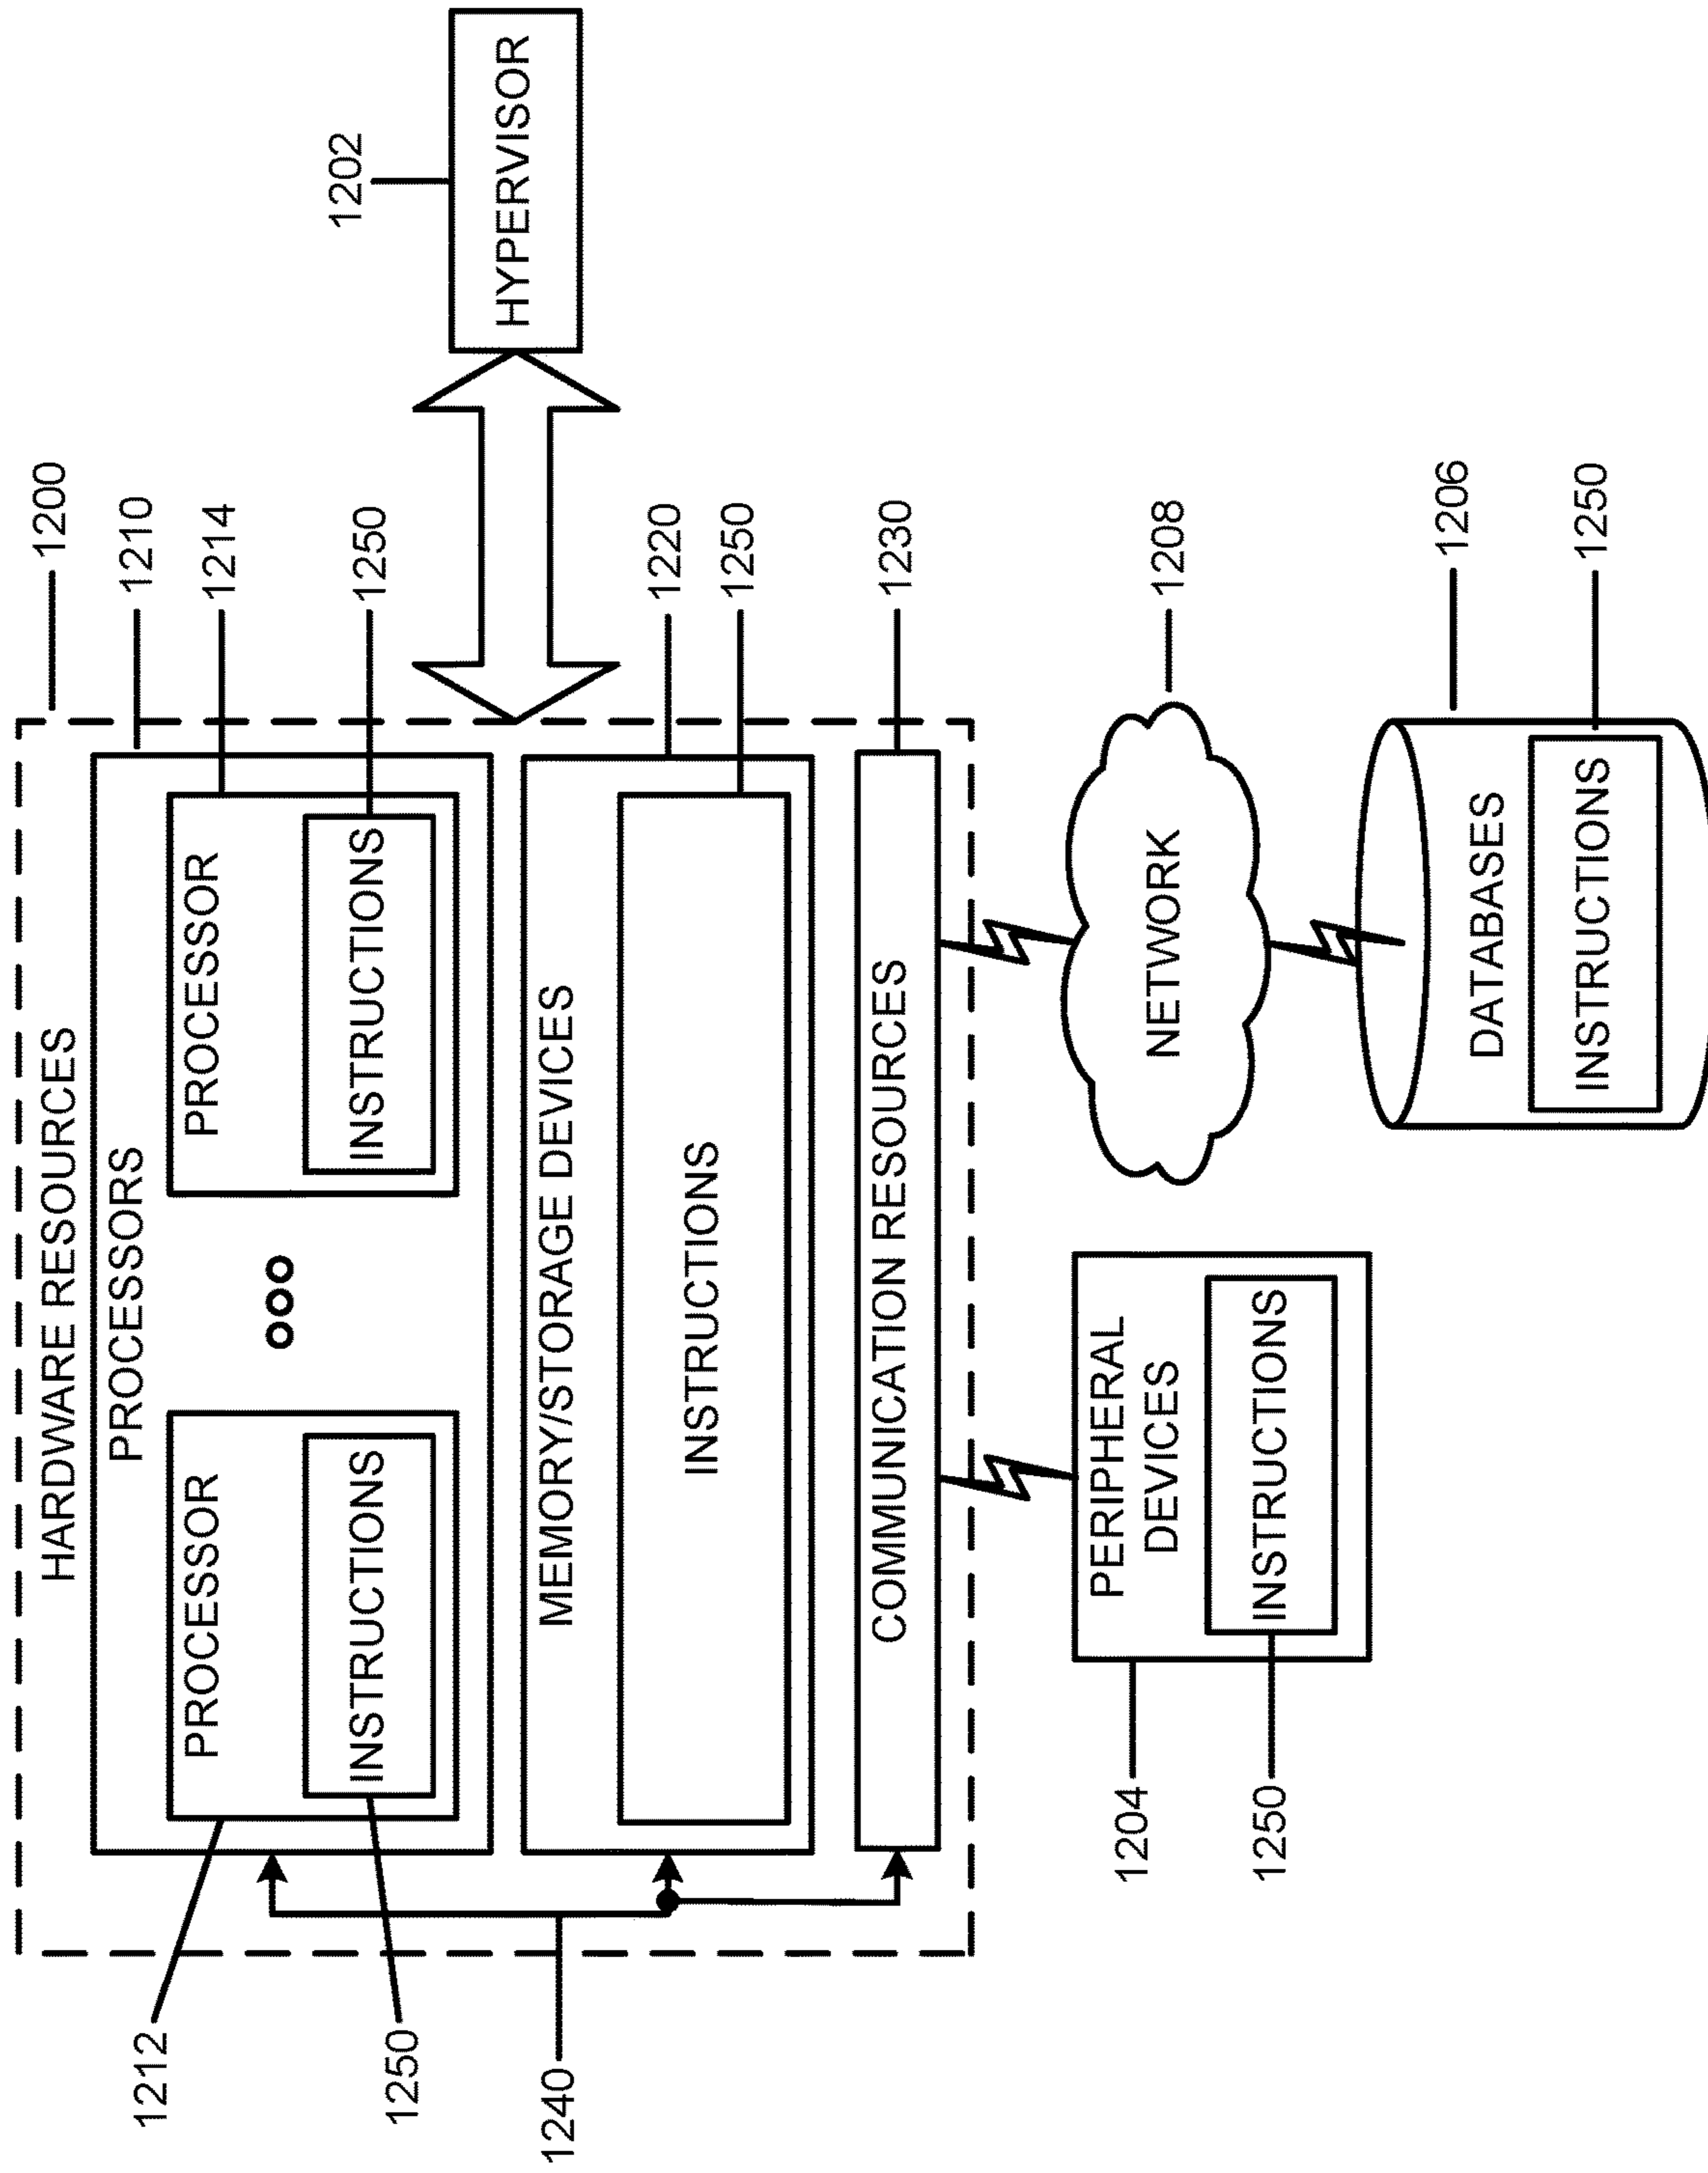 HARDWARE RESOURCES
1200
PROCESSORS
1210
PROCESSOR
PROCESSOR
1212
1214
INSTRUCTIONS
INSTRUCTIONS
1250
1250
1202
HYPERVISOR
MEMORY/STORAGE DEVICES
1240
1220
INSTRUCTIONS
1250
COMMUNICATION RESOURCES
1230
PERIPHERAL
DEVICES
1204
INSTRUCTIONS
1250
NETWORK
1208
1206
DATABASES
INSTRUCTIONS
1250